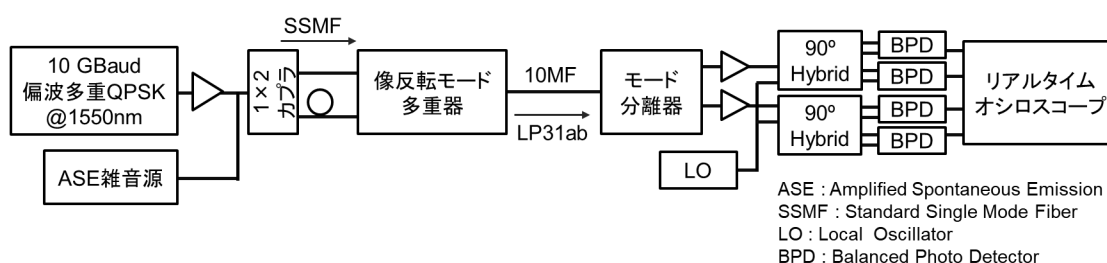 10 GBaud
偏波多重QPSK
@1550nm
ASE雑音源
1×2
カプラ
SSMF
像反転モード
多重器
10MF
LP31ab
モード
分離器
LO
90º
Hybrid
90º
Hybrid
BPD
BPD
BPD
BPD
リアルタイム
オシロスコープ
ASE : Amplified Spontaneous Emission
SSMF : Standard Single Mode Fiber
LO : Local Oscillator
BPD : Balanced Photo Detector